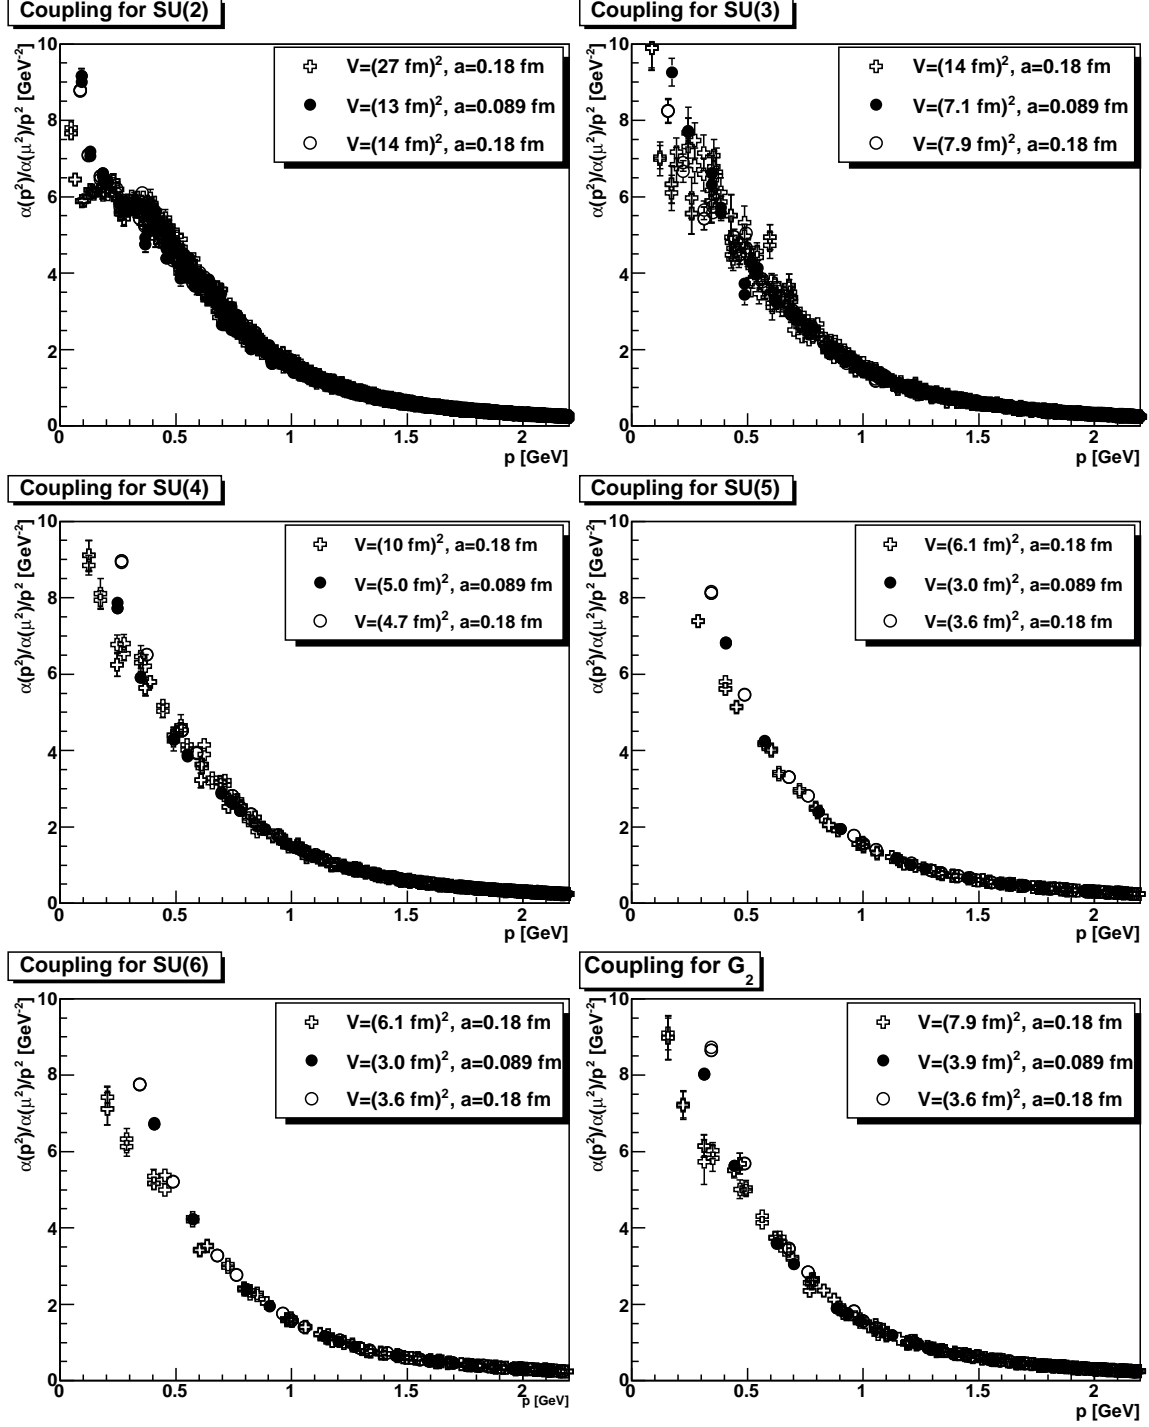 Coupling for SU(2)
α(p²)/α(μ²)/p² [GeV⁻²]
10
8
6
4
2
0
V=(27 fm)², a=0.18 fm
V=(13 fm)², a=0.089 fm
V=(14 fm)², a=0.18 fm
0 0.5 1 1.5 2
p [GeV]
Coupling for SU(3)
α(p²)/α(μ²)/p² [GeV⁻²]
10
8
6
4
2
0
V=(14 fm)², a=0.18 fm
V=(7.1 fm)², a=0.089 fm
V=(7.9 fm)², a=0.18 fm
0 0.5 1 1.5 2
p [GeV]
Coupling for SU(4)
α(p²)/α(μ²)/p² [GeV⁻²]
10
8
6
4
2
0
V=(10 fm)², a=0.18 fm
V=(5.0 fm)², a=0.089 fm
V=(4.7 fm)², a=0.18 fm
0 0.5 1 1.5 2
p [GeV]
Coupling for SU(5)
α(p²)/α(μ²)/p² [GeV⁻²]
10
8
6
4
2
0
V=(6.1 fm)², a=0.18 fm
V=(3.0 fm)², a=0.089 fm
V=(3.6 fm)², a=0.18 fm
0 0.5 1 1.5 2
p [GeV]
Coupling for SU(6)
α(p²)/α(μ²)/p² [GeV⁻²]
10
8
6
4
2
0
V=(6.1 fm)², a=0.18 fm
V=(3.0 fm)², a=0.089 fm
V=(3.6 fm)², a=0.18 fm
0 0.5 1 1.5 2
p [GeV]
Coupling for G₂
α(p²)/α(μ²)/p² [GeV⁻²]
10
8
6
4
2
0
V=(7.9 fm)², a=0.18 fm
V=(3.9 fm)², a=0.089 fm
V=(3.6 fm)², a=0.18 fm
0 0.5 1 1.5 2
p [GeV]